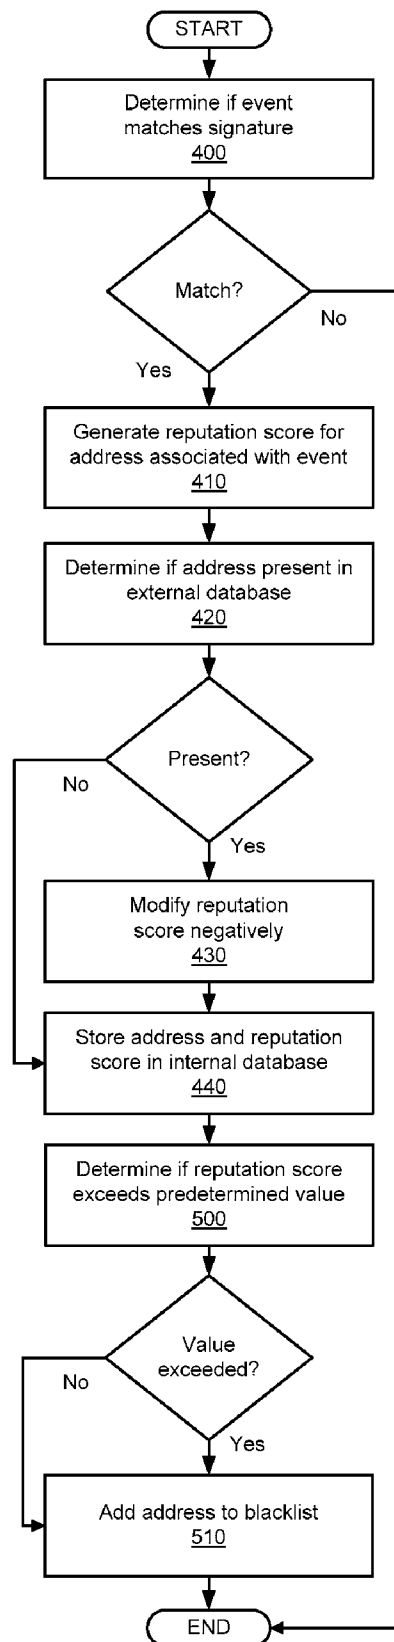 START
Determine if event
matches signature
400
Match?
No
Yes
Generate reputation score for
address associated with event
410
Determine if address present in
external database
420
Present?
No
Yes
Modify reputation
score negatively
430
Store address and reputation
score in internal database
440
Determine if reputation score
exceeds predetermined value
500
Value
exceeded?
No
Yes
Add address to blacklist
510
END